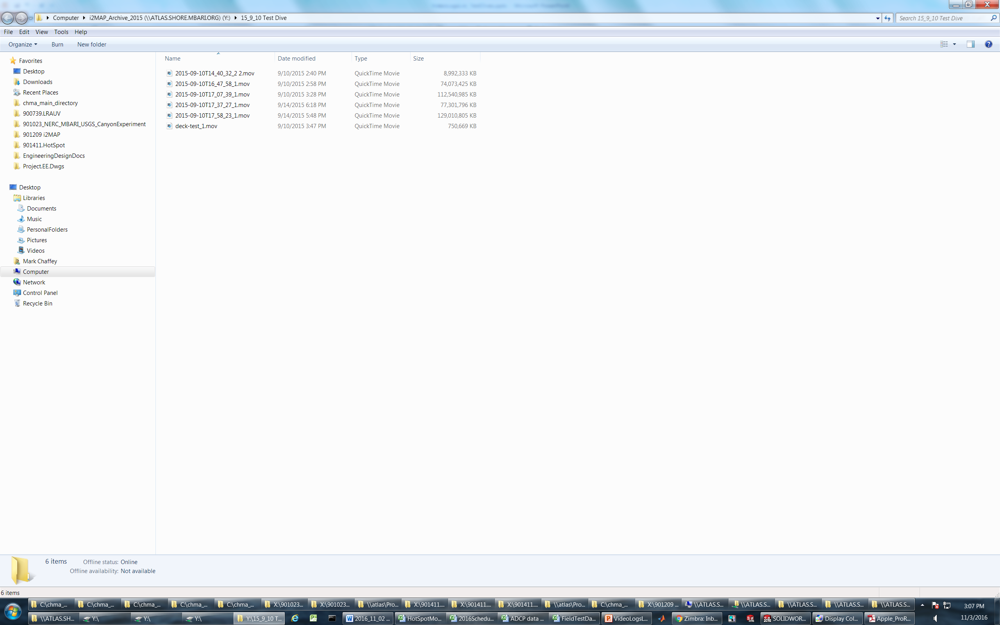 Computer ▸ i2MAP_Archive_2015 (\\ATLAS.SHORE.MBARI.ORG) (Y:) ▸ 15_9_10 Test Dive
Search 15_9_10 Test Dive
File Edit View Tools Help
Organize Burn New folder
Name Date modified Type Size
2015-09-10T14_40_32_2 2.mov 9/10/2015 2:40 PM QuickTime Movie 8,992,333 KB
2015-09-10T16_47_58_1.mov 9/10/2015 2:58 PM QuickTime Movie 74,073,425 KB
2015-09-10T17_07_39_1.mov 9/10/2015 3:28 PM QuickTime Movie 112,540,985 KB
2015-09-10T17_37_27_1.mov 9/14/2015 6:18 PM QuickTime Movie 77,301,796 KB
2015-09-10T17_58_23_1.mov 9/14/2015 5:48 PM QuickTime Movie 129,010,805 KB
deck-test_1.mov 9/10/2015 3:47 PM QuickTime Movie 750,669 KB
Favorites
Desktop
Downloads
Recent Places
chma_main_directory
900739.LRAUV
901023_NERC_MBARI_USGS_CanyonExperiment
901209 i2MAP
901411.HotSpot
EngineeringDesignDocs
Project.EE.Dwgs
Desktop
Libraries
Documents
Music
PersonalFolders
Pictures
Videos
Mark Chaffey
Computer
Network
Control Panel
Recycle Bin
6 items Offline status: Online
Offline availability: Not available
6 items
C:\chma_... C:\chma_... C:\chma_... C:\chma_... C:\chma_... X:\901023... X:\901023... \\atlas\Pro... X:\901411.... X:\901411.... X:\901411.... \\atlas\Pro... C:\chma_... X:\901209 ... \\ATLAS.S... \\ATLAS.S... \\ATLAS.S... \\ATLAS.S... \\ATLAS.S...
\\ATLAS.SH... Y:\ Y:\ Y:\ Y:\15_9_10 T... 2016_11_02 ... HotSpotMo... 2016Schedu... ADCP data ... FieldTestDa... VideoLogsL... Zimbra: Inb... SOLIDWOR... Display Col... Apple_ProR...
3:07 PM
11/3/2016